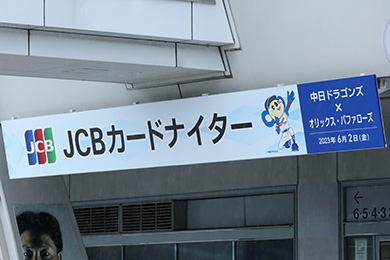 JCB
JCBカードナイター
中日ドラゴンズ
×
オリックス・バファローズ
2023年6月2日(金)
←
6·5·4·3